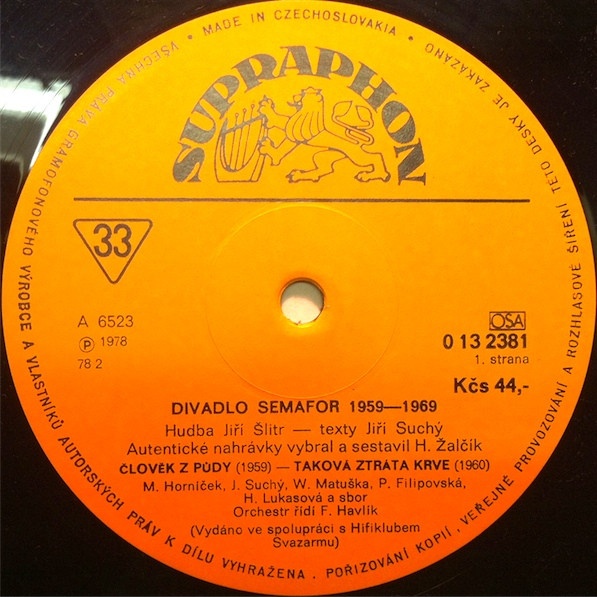 VŠECHNA PRÁVA GRAMOFONOVÉHO VÝROBCE A VLASTNÍKŮ AUTORSKÝCH PRÁV K DÍLU VYHRAŽENA . POŘIZOVÁNÍ KOPIÍ , VEŘEJNÉ PROVOZOVÁNÍ A ROZHLASOVÉ ŠÍŘENÍ TÉTO DESKY JE ZAKÁZÁNO
• MADE IN CZECHOSLOVAKIA •
SUPRAPHON
33
A 6523
Ⓟ 1978
78 2
OSA
0 13 2381
1. strana
Kčs 44,-
DIVADLO SEMAFOR 1959—1969
Hudba Jiří Šlitr — texty Jiří Suchý
Autentické nahrávky vybral a sestavil H. Žalčík
ČLOVĚK Z PŮDY (1959) — TAKOVÁ ZTRÁTA KRVE (1960)
M. Horníček, J. Suchý, W. Matuška, P. Filipovská,
H. Lukasová a sbor
Orchestr řídí F. Havlík
(Vydáno ve spolupráci s Hifiklubem
Svazarmu)